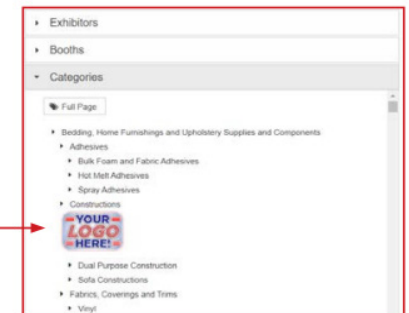 Exhibitors
Booths
Categories
Full Page
Bedding, Home Furnishings and Upholstery Supplies and Components
Adhesives
Bulk Foam and Fabric Adhesives
Hot Melt Adhesives
Spray Adhesives
Constructions
YOUR
LOGO
HERE!
Dual Purpose Construction
Sofa Constructions
Fabrics, Coverings and Trims
Vinyl